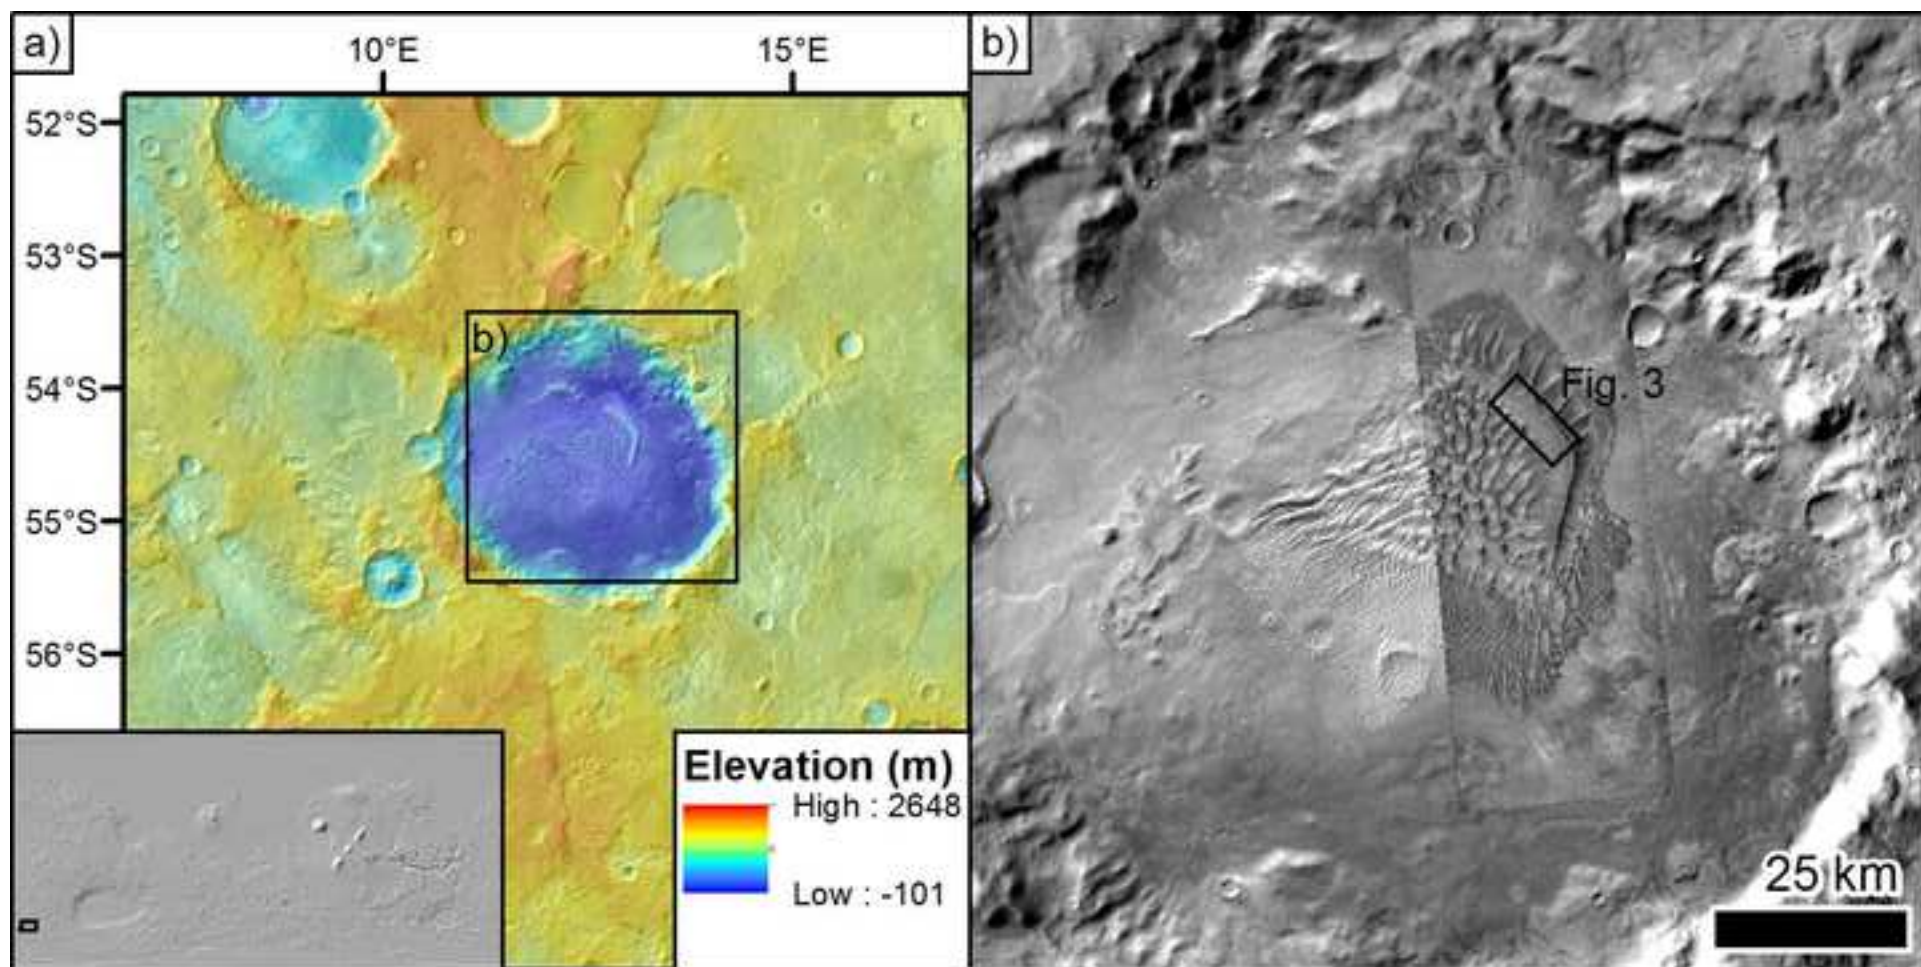 a)
10°E 15°E
52°S
53°S
54°S
55°S
56°S
b)
Elevation (m)
High : 2648
Low : -101
b)
Fig. 3
25 km